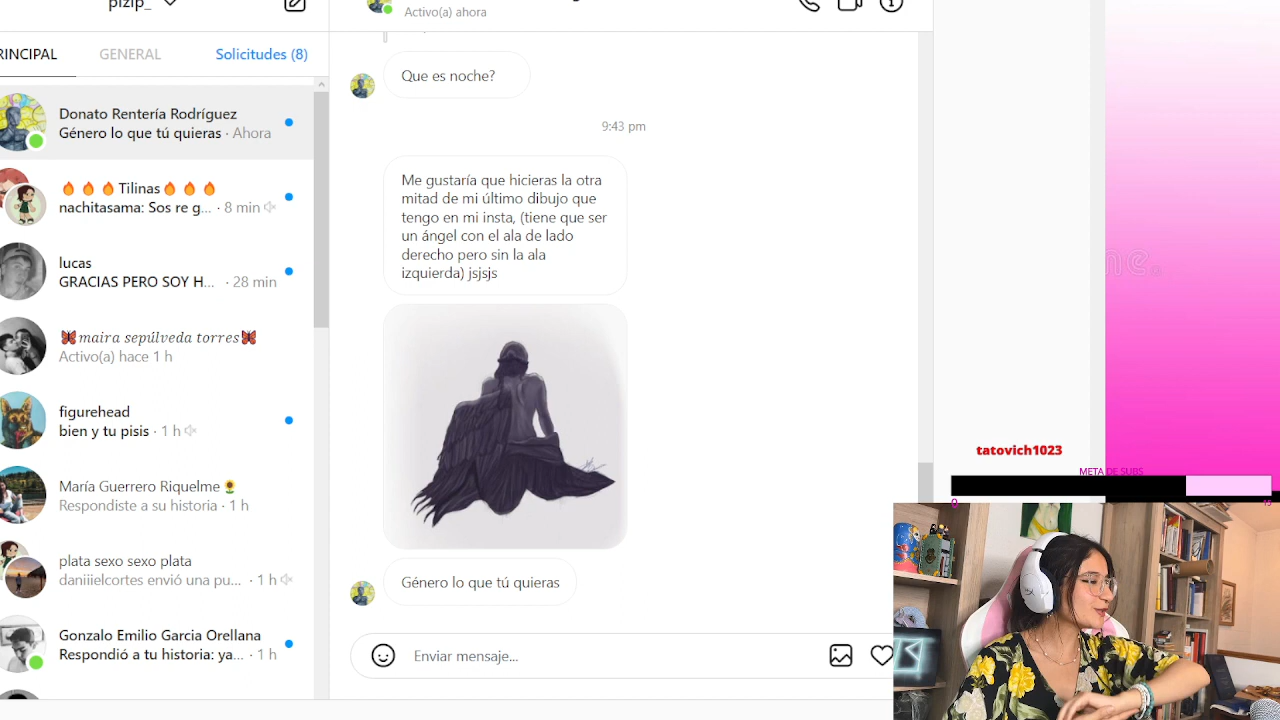 pizip_
PRINCIPAL
GENERAL
Solicitudes (8)
Donato Rentería Rodríguez
Género lo que tú quieras · Ahora
🔥🔥🔥Tilinas🔥🔥🔥
nachitasama: Sos re g... · 8 min
lucas
GRACIAS PERO SOY H... · 28 min
🦋maira sepúlveda torres🦋
Activo(a) hace 1 h
figurehead
bien y tu pisis · 1 h
María Guerrero Riquelme🌻
Respondiste a su historia · 1 h
plata sexo sexo plata
daniiielcortes envió una pu... · 1 h
Gonzalo Emilio Garcia Orellana
Respondió a tu historia: ya... · 1 h
Activo(a) ahora
Que es noche?
9:43 pm
Me gustaría que hicieras la otra
mitad de mi último dibujo que
tengo en mi insta, (tiene que ser
un ángel con el ala de lado
derecho pero sin la ala
izquierda) jsjsjs
Género lo que tú quieras
Enviar mensaje...
me.
tatovich1023
META DE SUBS
0
15